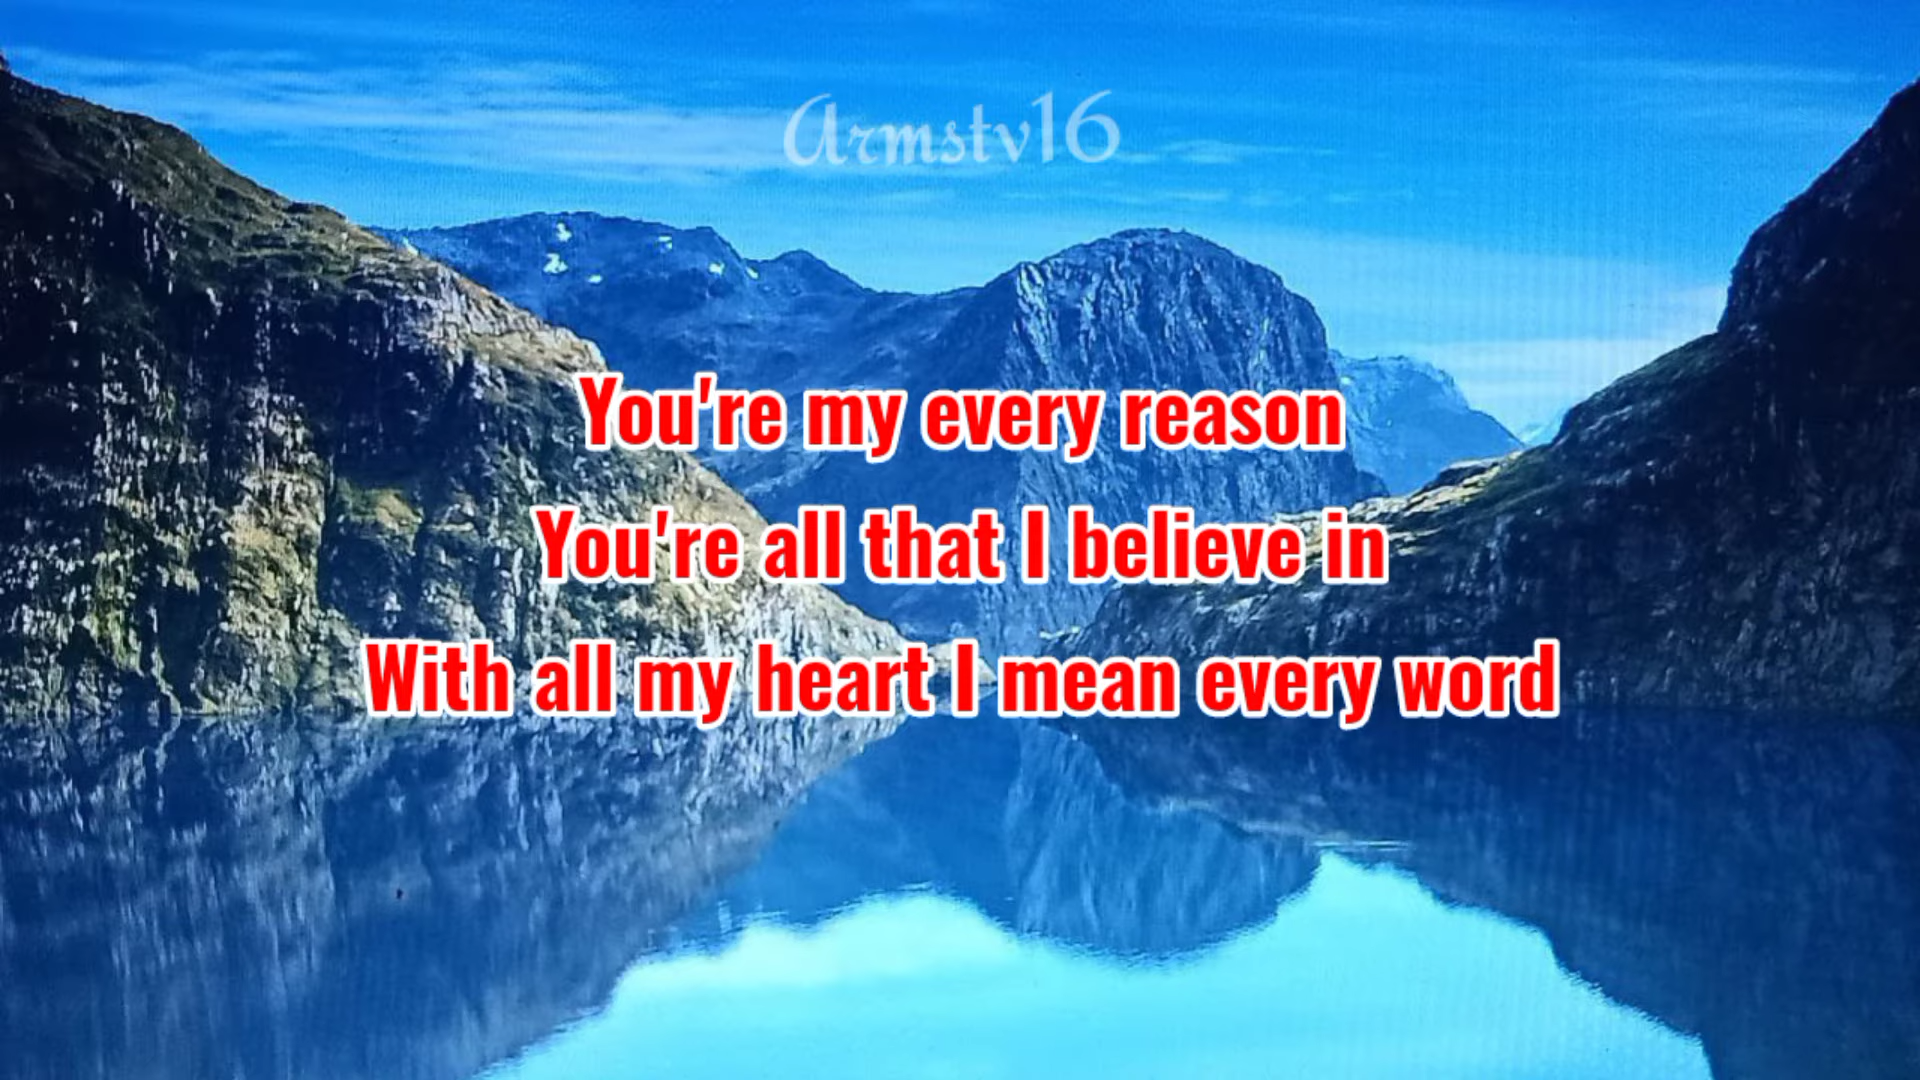 Armstv16
You're my every reason
You're all that I believe in
With all my heart I mean every word